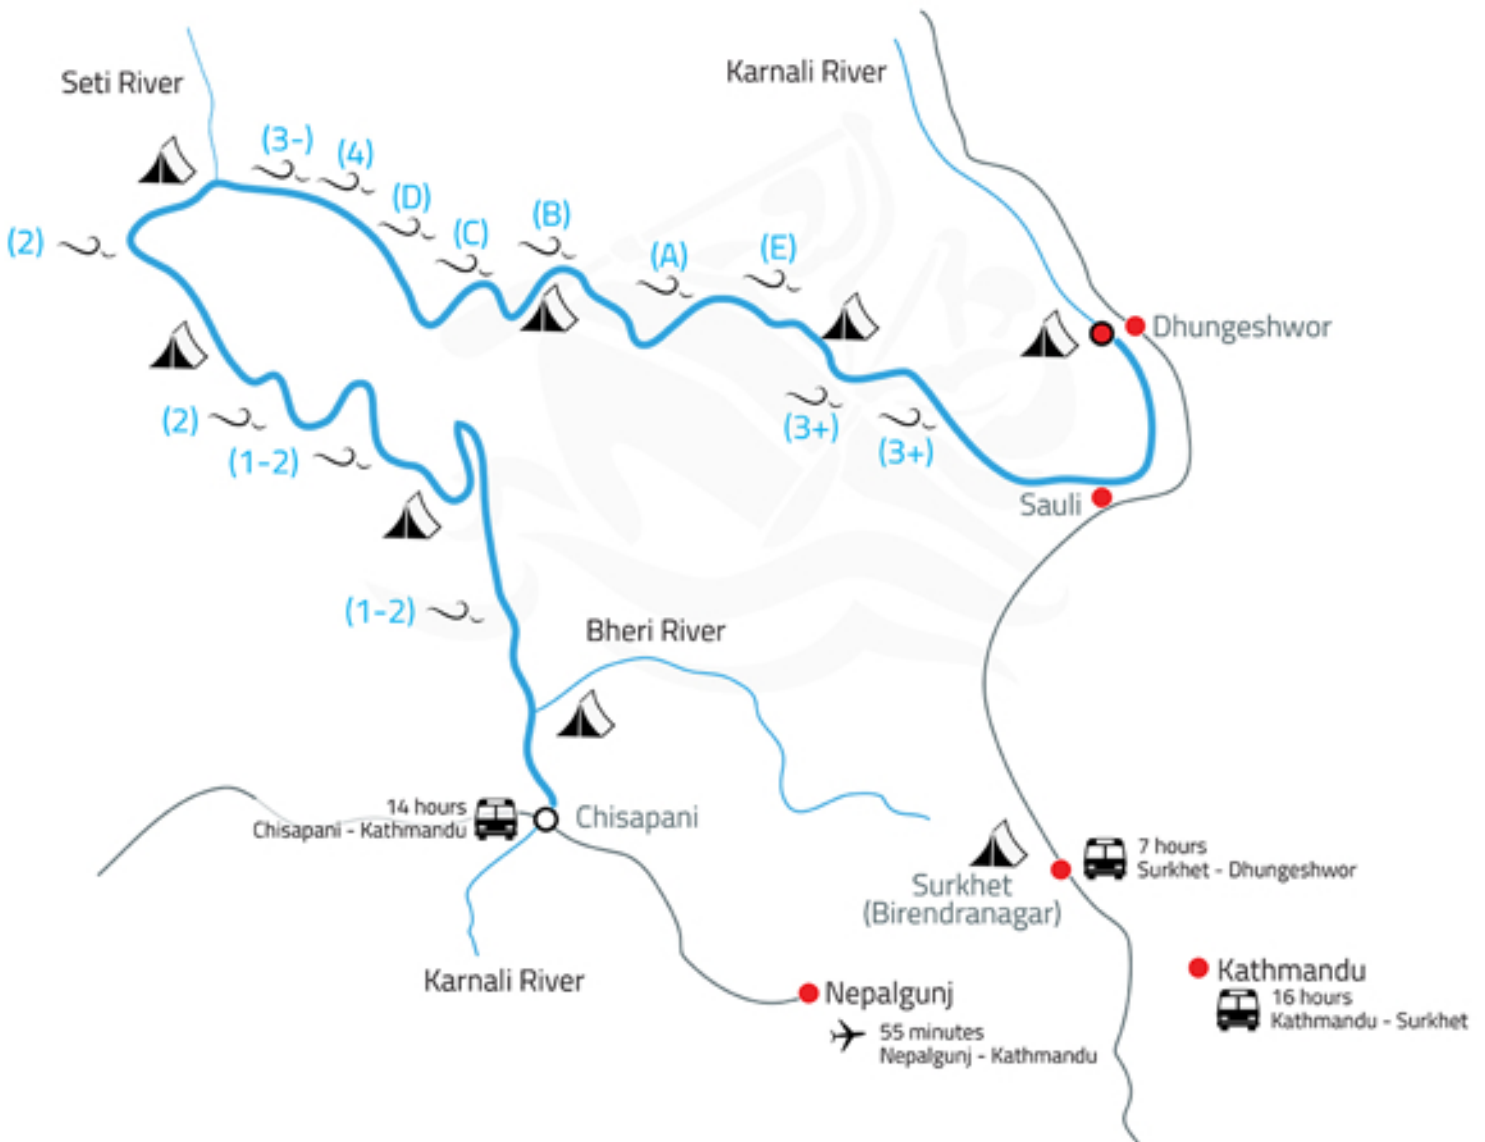 Karnali River
Seti River
(3-)
(4)
(D)
(C)
(B)
(A)
(E)
(2)
Dhungeshwor
(3+)
(3+)
(2)
(1-2)
Sauli
(1-2)
Bheri River
14 hours
Chisapani - Kathmandu
Chisapani
7 hours
Surkhet - Dhungeshwor
Surkhet
(Birendranagar)
Karnali River
Nepalgunj
55 minutes
Nepalgunj - Kathmandu
Kathmandu
16 hours
Kathmandu - Surkhet